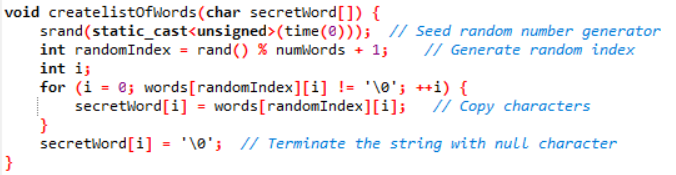 void createlistOfWords(char secretWord[]) {
    srand(static_cast<unsigned>(time(0)));  // Seed random number generator
    int randomIndex = rand() % numWords + 1;    // Generate random index
    int i;
    for (i = 0; words[randomIndex][i] != '\0'; ++i) {
        secretWord[i] = words[randomIndex][i];   // Copy characters
    }
    secretWord[i] = '\0';  // Terminate the string with null character
}